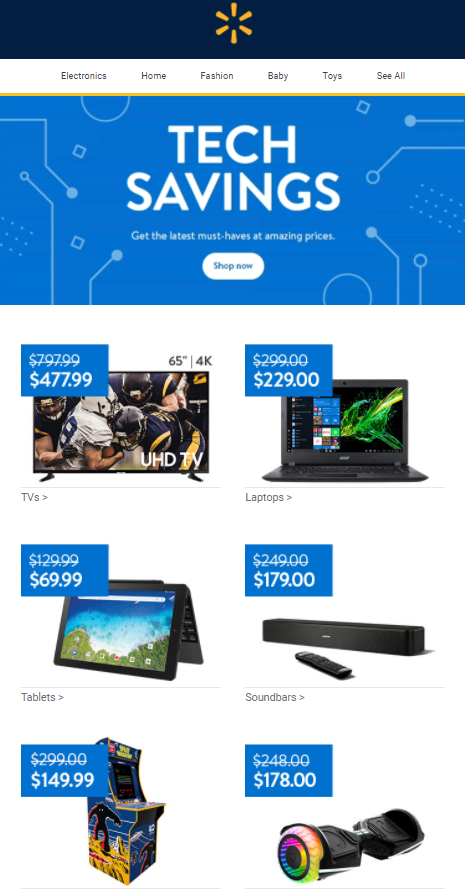 Electronics Home Fashion Baby Toys See All
TECH
SAVINGS
Get the latest must-haves at amazing prices.
Shop now
$797.99
$477.99
65" | 4K
UHD TV
TVs >
$299.00
$229.00
acer
Laptops >
$129.99
$69.99
Tablets >
$249.00
$179.00
Soundbars >
$299.00
$149.99
$248.00
$178.00